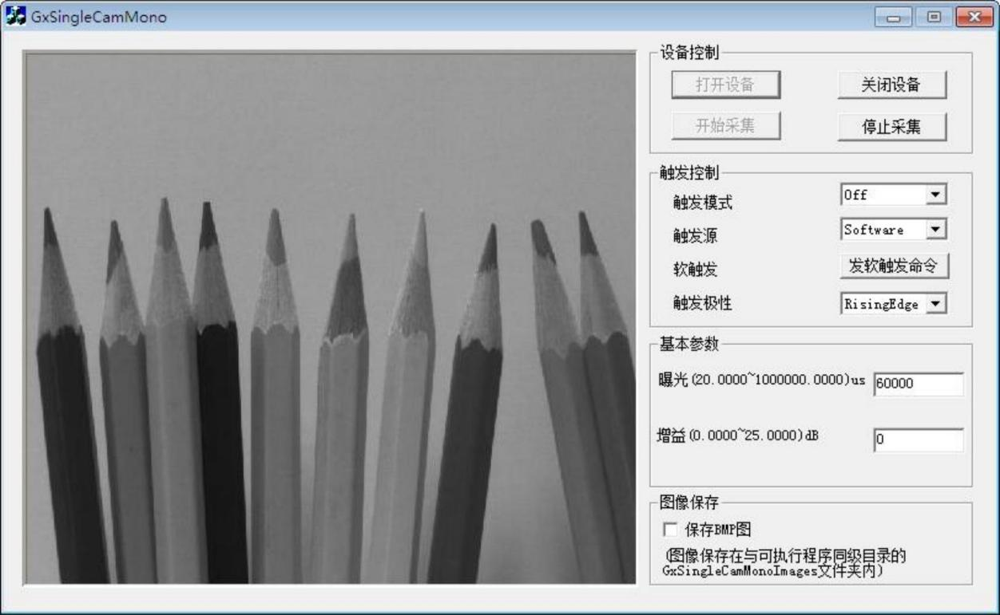 GxSingleCamMono
设备控制
打开设备
关闭设备
开始采集
停止采集
触发控制
触发模式
Off
触发源
Software
软触发
发软触发命令
触发极性
RisingEdge
基本参数
曝光(20.0000~1000000.0000)us
60000
增益(0.0000~25.0000)dB
0
图像保存
保存BMP图
(图像保存在与可执行程序同级目录的
GxSingleCamMonoImages文件夹内)